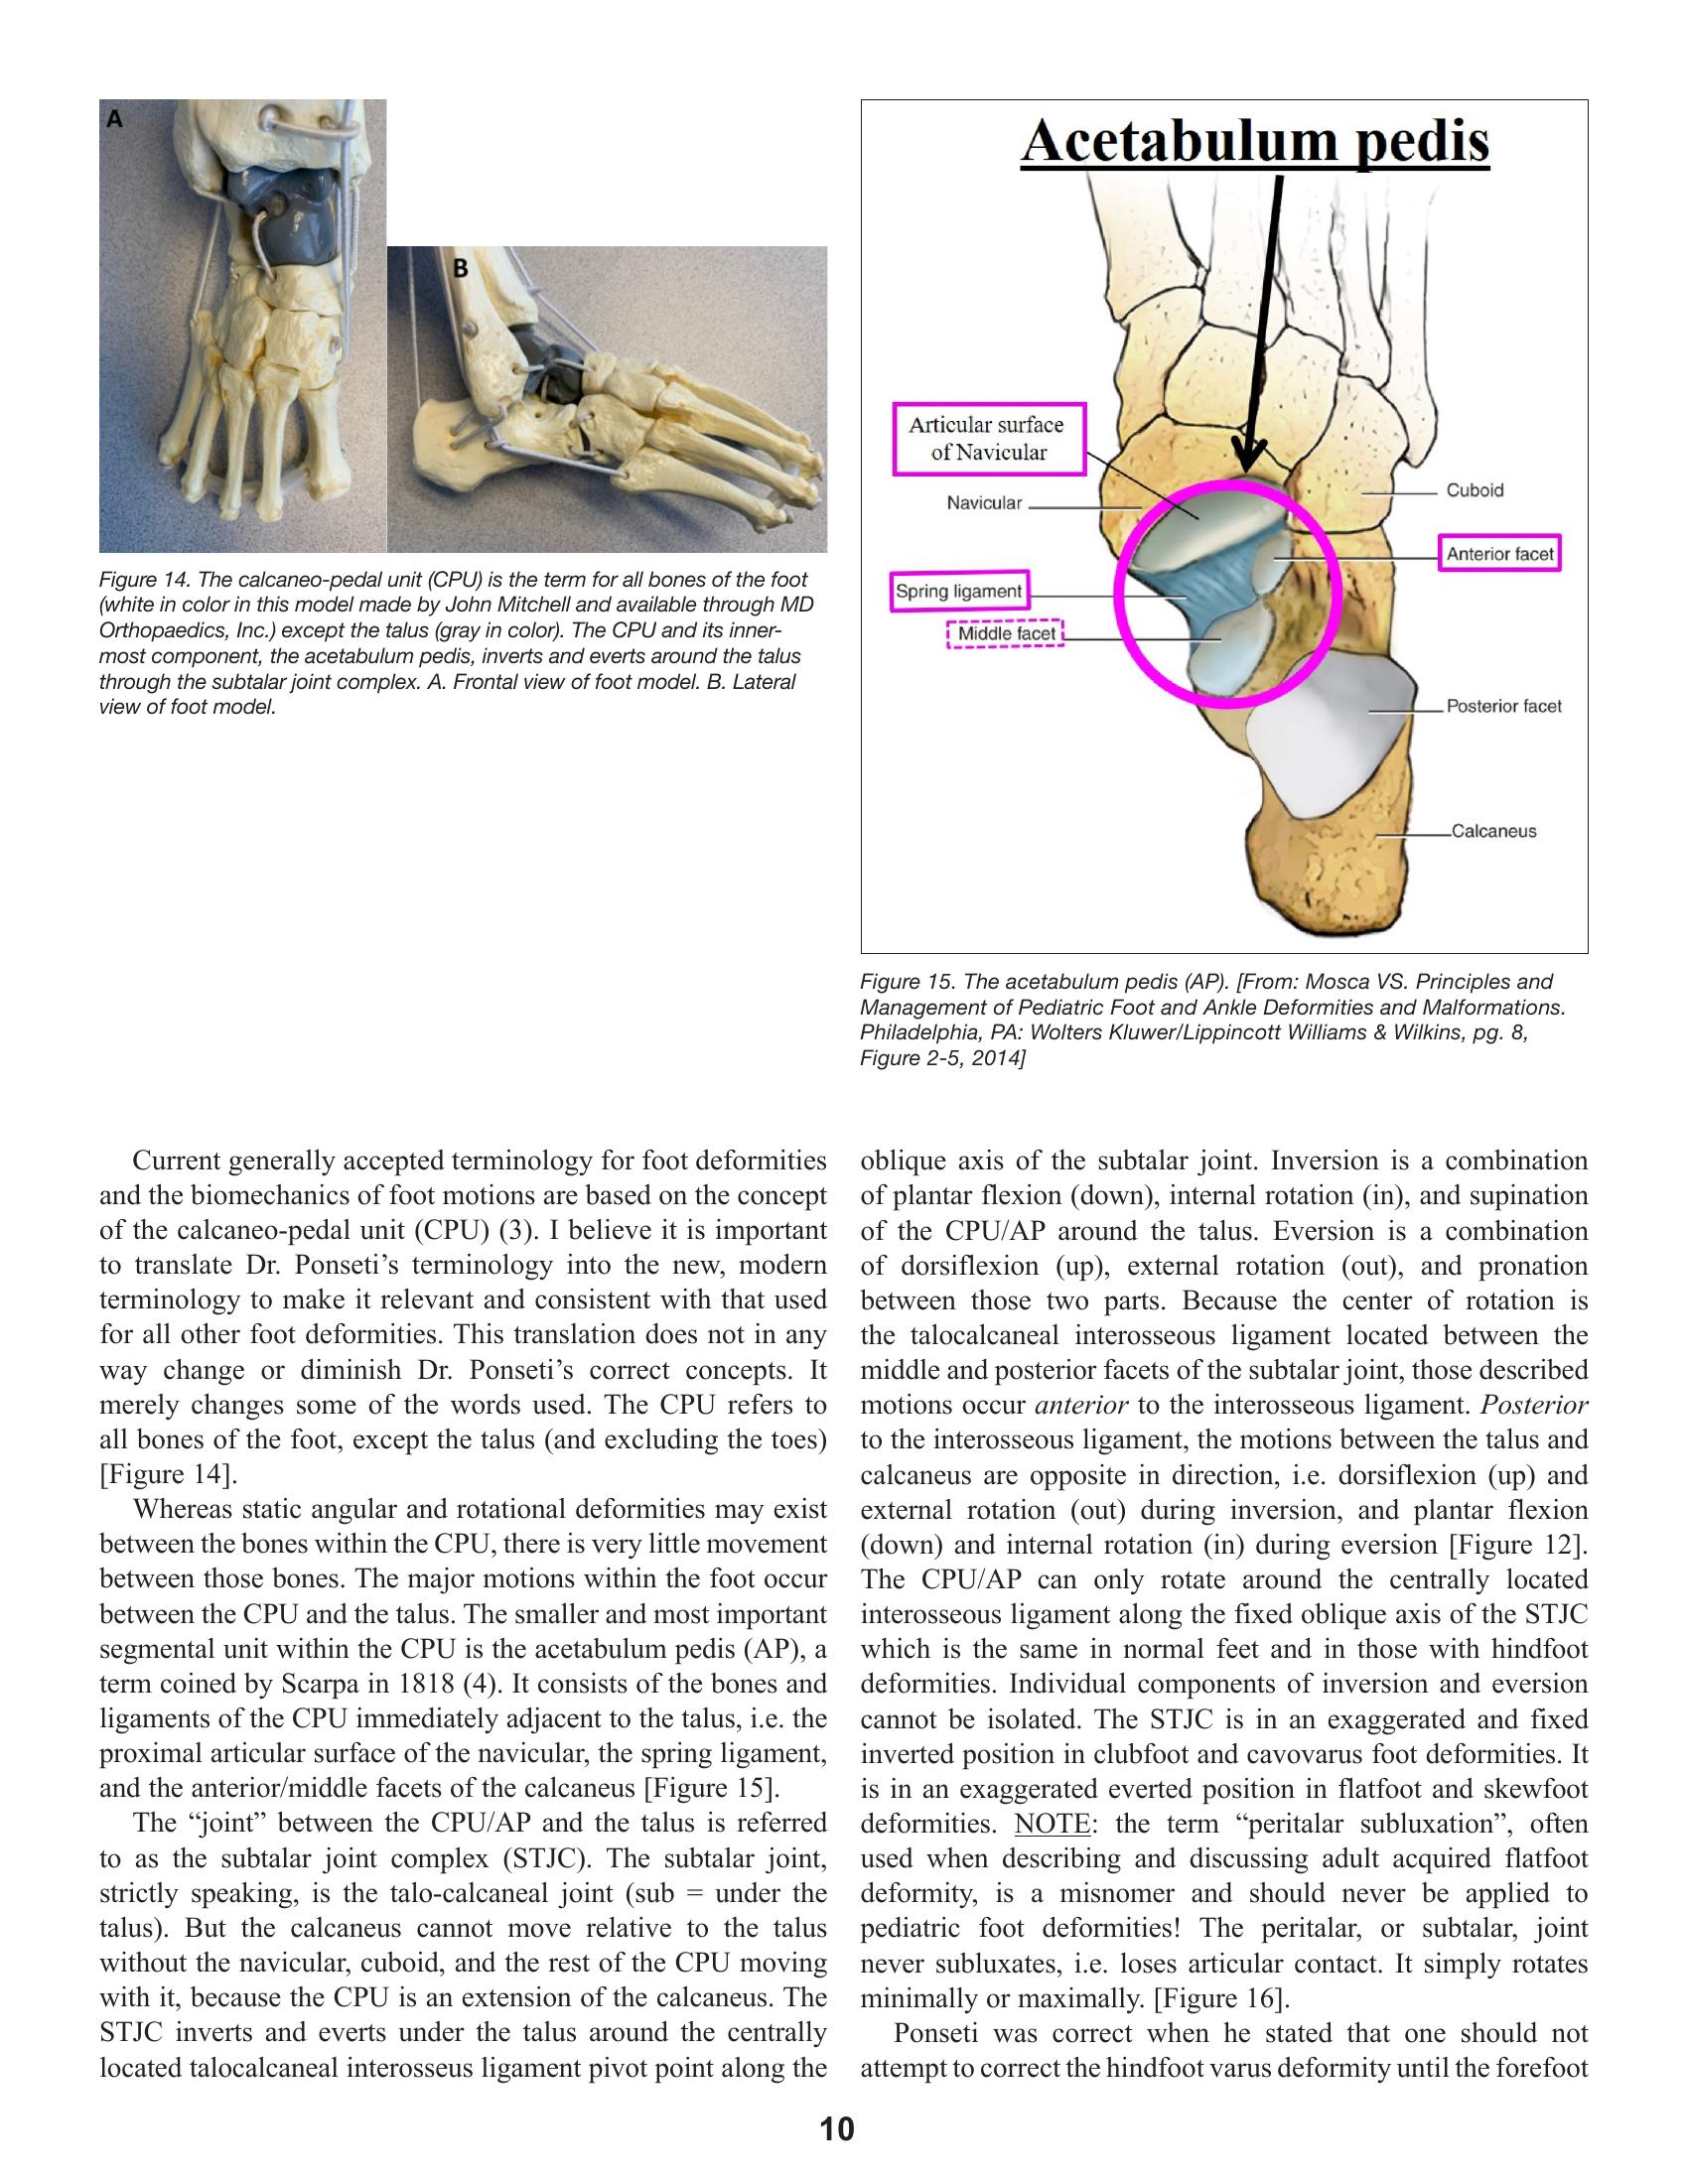 A
B
Figure 14. The calcaneo-pedal unit (CPU) is the term for all bones of the foot
(white in color in this model made by John Mitchell and available through MD
Orthopaedics, Inc.) except the talus (gray in color). The CPU and its inner-
most component, the acetabulum pedis, inverts and everts around the talus
through the subtalar joint complex. A. Frontal view of foot model. B. Lateral
view of foot model.
Acetabulum pedis
Articular surface
of Navicular
Navicular
Cuboid
Anterior facet
Spring ligament
Middle facet
Posterior facet
Calcaneus
Figure 15. The acetabulum pedis (AP). [From: Mosca VS. Principles and
Management of Pediatric Foot and Ankle Deformities and Malformations.
Philadelphia, PA: Wolters Kluwer/Lippincott Williams & Wilkins, pg. 8,
Figure 2-5, 2014]
Current generally accepted terminology for foot deformities
and the biomechanics of foot motions are based on the concept
of the calcaneo-pedal unit (CPU) (3). I believe it is important
to translate Dr. Ponseti’s terminology into the new, modern
terminology to make it relevant and consistent with that used
for all other foot deformities. This translation does not in any
way change or diminish Dr. Ponseti’s correct concepts. It
merely changes some of the words used. The CPU refers to
all bones of the foot, except the talus (and excluding the toes)
[Figure 14].
Whereas static angular and rotational deformities may exist
between the bones within the CPU, there is very little movement
between those bones. The major motions within the foot occur
between the CPU and the talus. The smaller and most important
segmental unit within the CPU is the acetabulum pedis (AP), a
term coined by Scarpa in 1818 (4). It consists of the bones and
ligaments of the CPU immediately adjacent to the talus, i.e. the
proximal articular surface of the navicular, the spring ligament,
and the anterior/middle facets of the calcaneus [Figure 15].
The “joint” between the CPU/AP and the talus is referred
to as the subtalar joint complex (STJC). The subtalar joint,
strictly speaking, is the talo-calcaneal joint (sub = under the
talus). But the calcaneus cannot move relative to the talus
without the navicular, cuboid, and the rest of the CPU moving
with it, because the CPU is an extension of the calcaneus. The
STJC inverts and everts under the talus around the centrally
located talocalcaneal interosseus ligament pivot point along the
oblique axis of the subtalar joint. Inversion is a combination
of plantar flexion (down), internal rotation (in), and supination
of the CPU/AP around the talus. Eversion is a combination
of dorsiflexion (up), external rotation (out), and pronation
between those two parts. Because the center of rotation is
the talocalcaneal interosseous ligament located between the
middle and posterior facets of the subtalar joint, those described
motions occur anterior to the interosseous ligament. Posterior
to the interosseous ligament, the motions between the talus and
calcaneus are opposite in direction, i.e. dorsiflexion (up) and
external rotation (out) during inversion, and plantar flexion
(down) and internal rotation (in) during eversion [Figure 12].
The CPU/AP can only rotate around the centrally located
interosseous ligament along the fixed oblique axis of the STJC
which is the same in normal feet and in those with hindfoot
deformities. Individual components of inversion and eversion
cannot be isolated. The STJC is in an exaggerated and fixed
inverted position in clubfoot and cavovarus foot deformities. It
is in an exaggerated everted position in flatfoot and skewfoot
deformities. NOTE: the term “peritalar subluxation”, often
used when describing and discussing adult acquired flatfoot
deformity, is a misnomer and should never be applied to
pediatric foot deformities! The peritalar, or subtalar, joint
never subluxates, i.e. loses articular contact. It simply rotates
minimally or maximally. [Figure 16].
Ponseti was correct when he stated that one should not
attempt to correct the hindfoot varus deformity until the forefoot
10